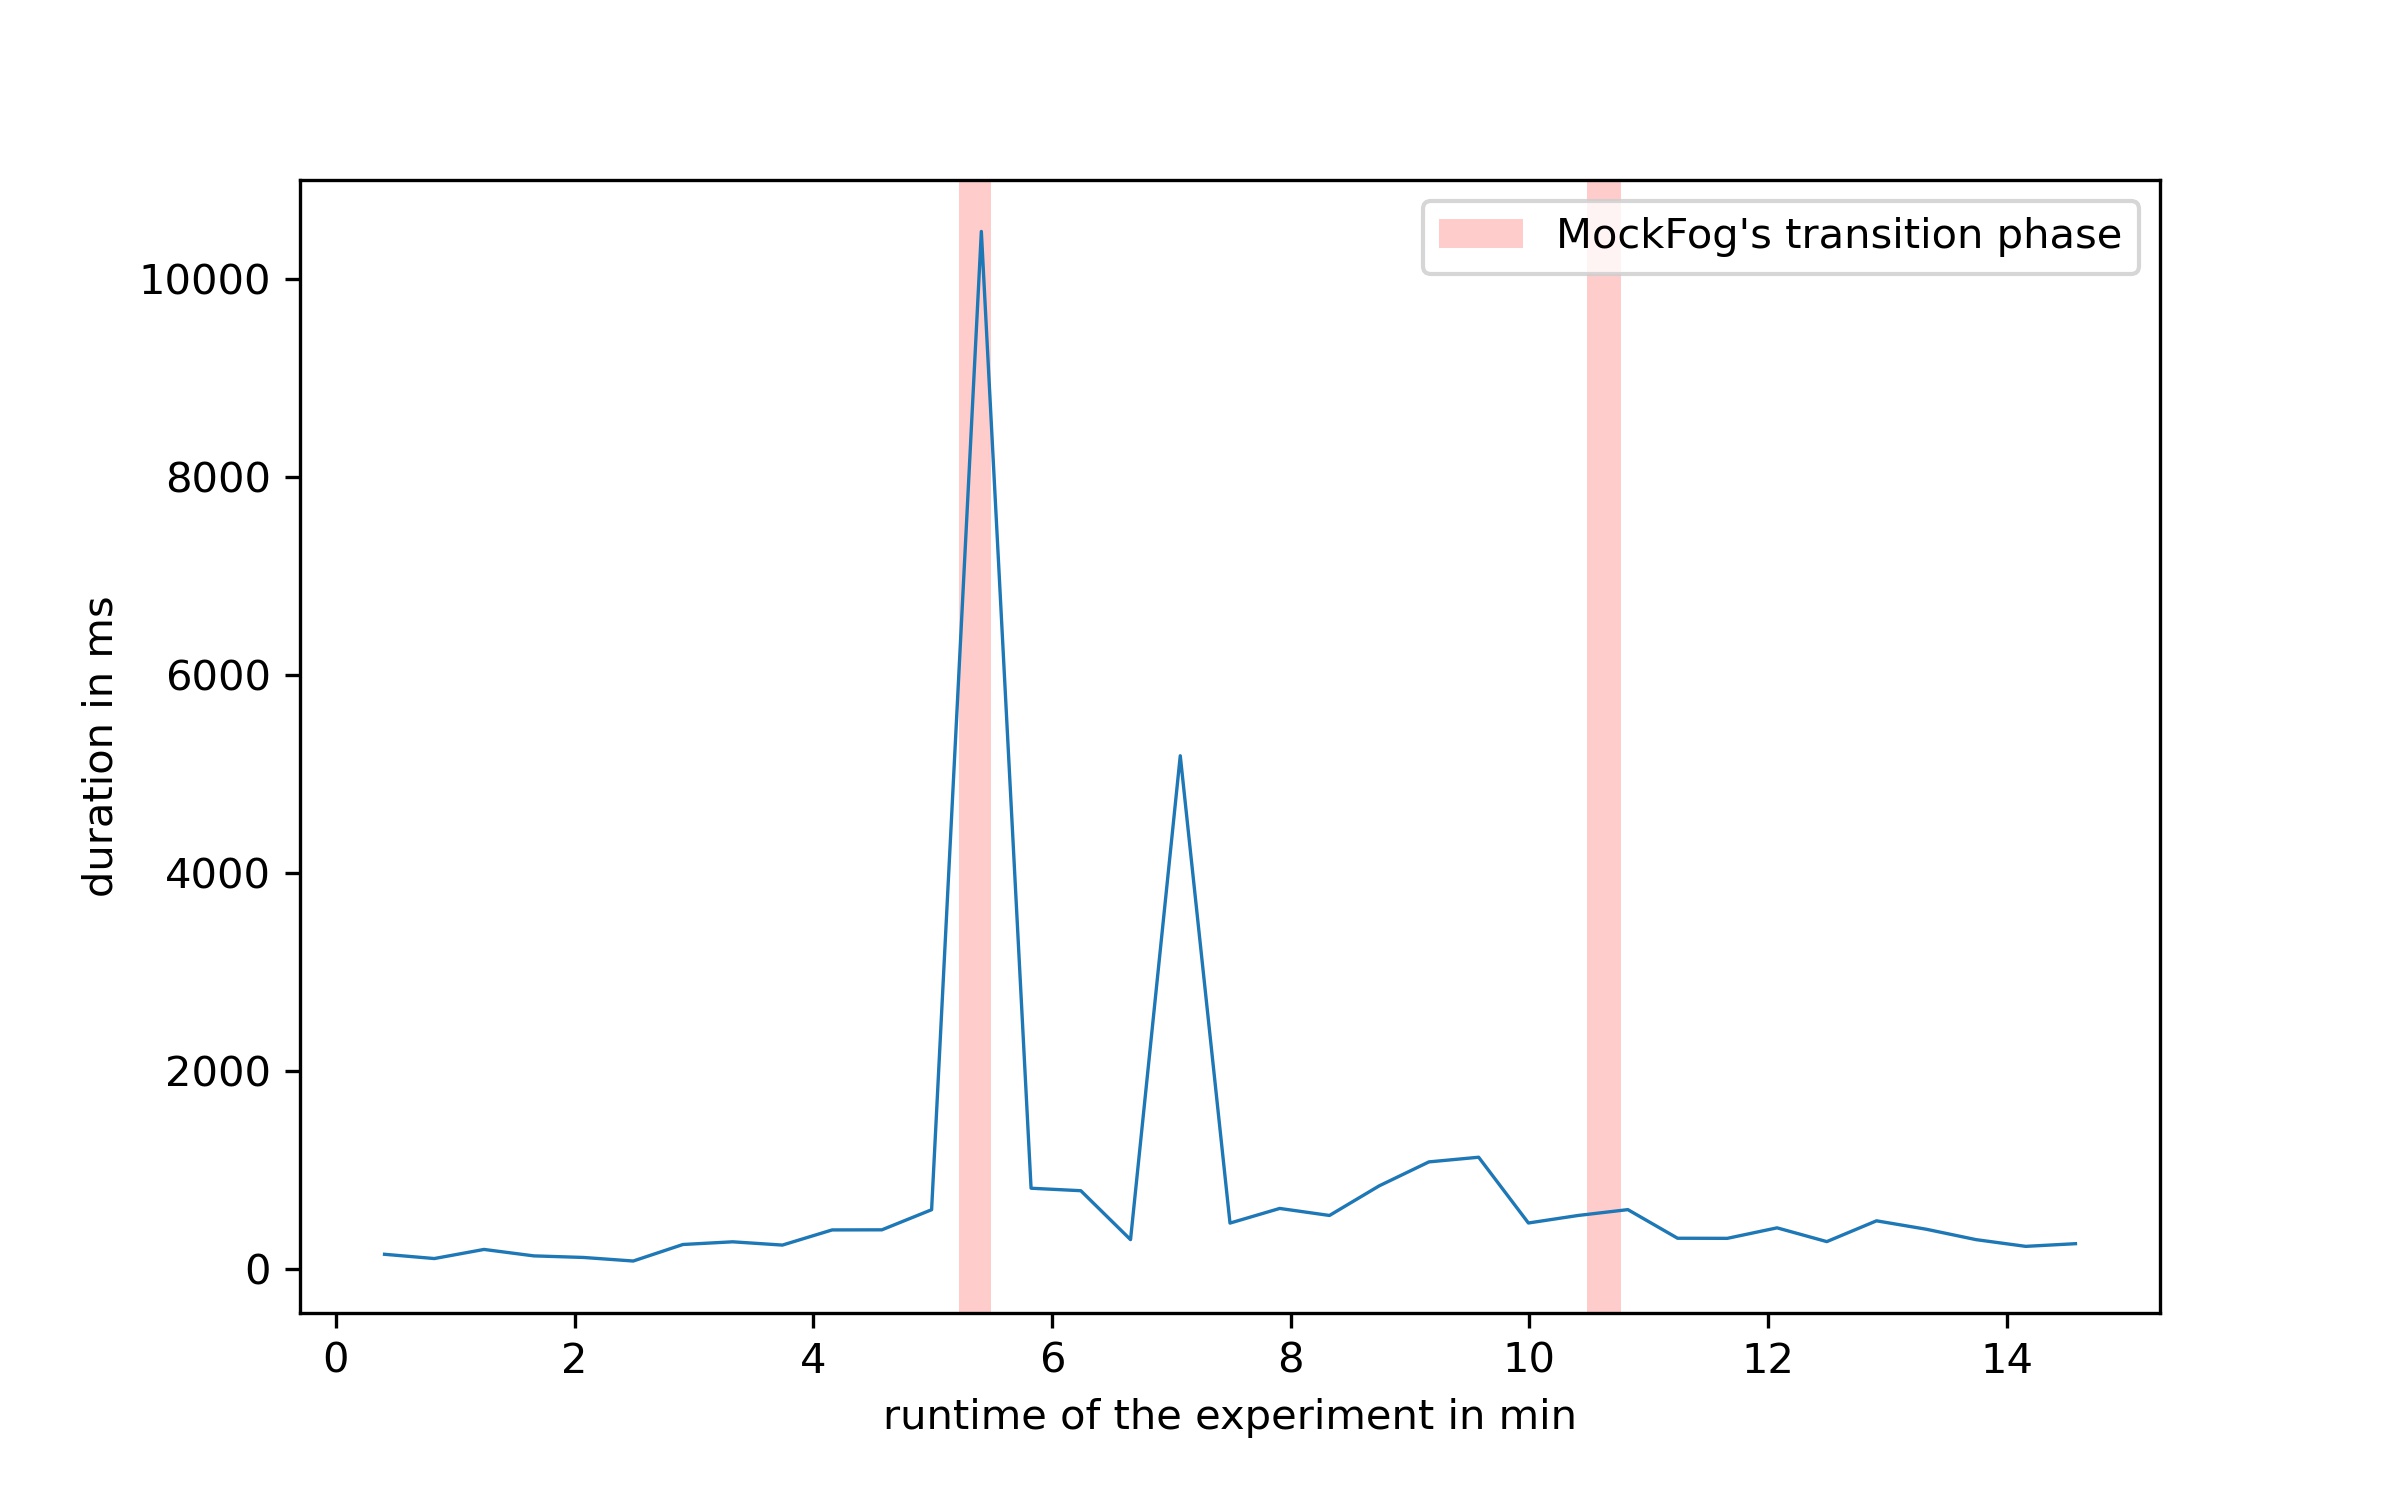 MockFog's transition phase
10000
8000
6000
4000
2000
0
duration in ms
0 2 4 6 8 10 12 14
runtime of the experiment in min